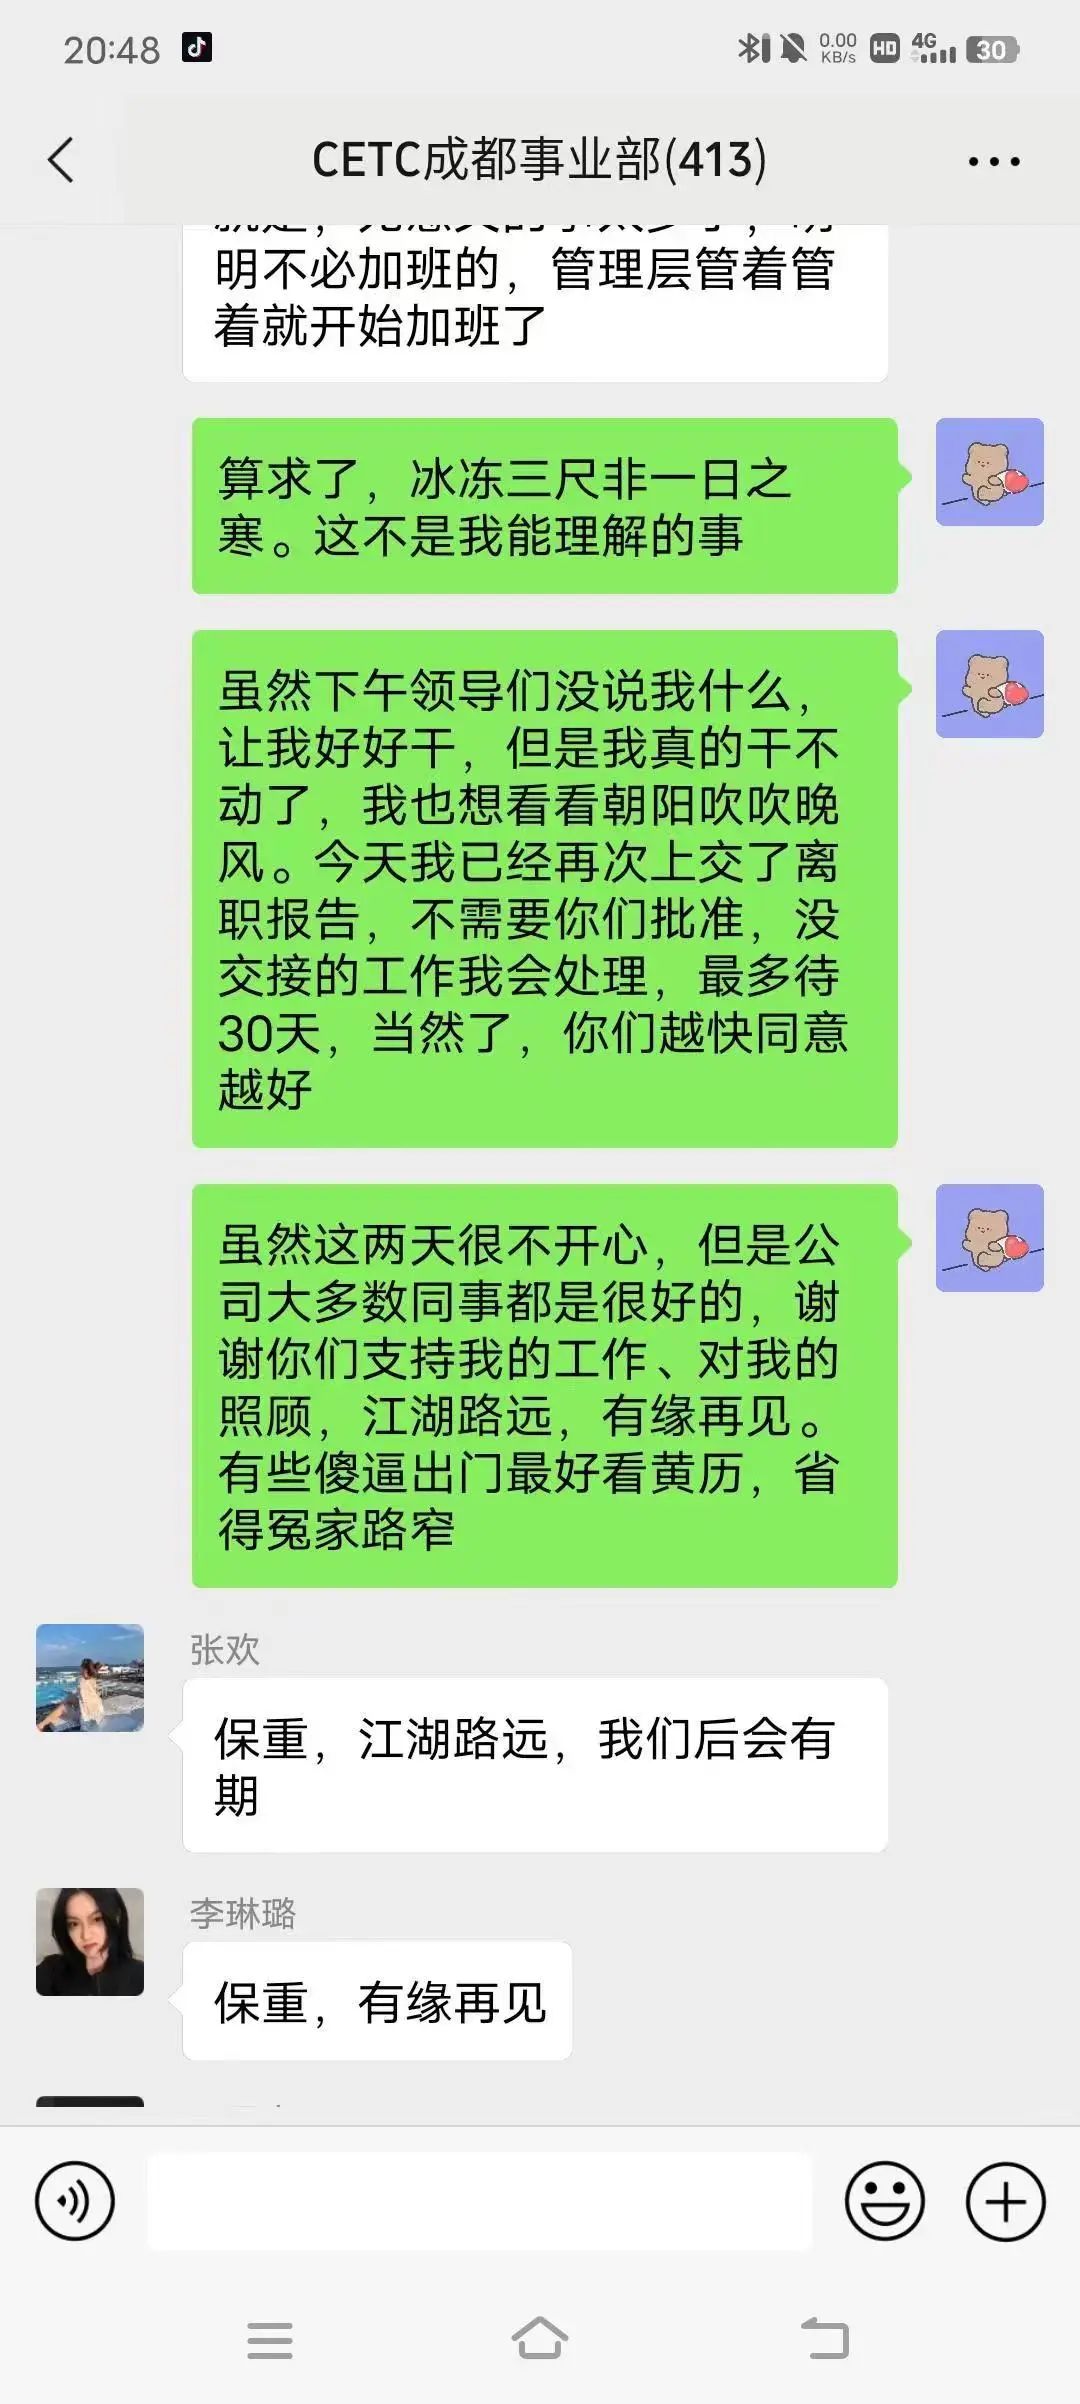 20:48
0.00
KB/s
HD
4G
30
CETC成都事业部(413)
明不必加班的，管理层管着管
着就开始加班了
算求了，冰冻三尺非一日之
寒。这不是我能理解的事
虽然下午领导们没说我什么，
让我好好干，但是我真的干不
动了，我也想看看朝阳吹吹晚
风。今天我已经再次上交了离
职报告，不需要你们批准，没
交接的工作我会处理，最多待
30天，当然了，你们越快同意
越好
虽然这两天很不开心，但是公
司大多数同事都是很好的，谢
谢你们支持我的工作、对我的
照顾，江湖路远，有缘再见。
有些傻逼出门最好看黄历，省
得冤家路窄
张欢
保重，江湖路远，我们后会有
期
李琳璐
保重，有缘再见